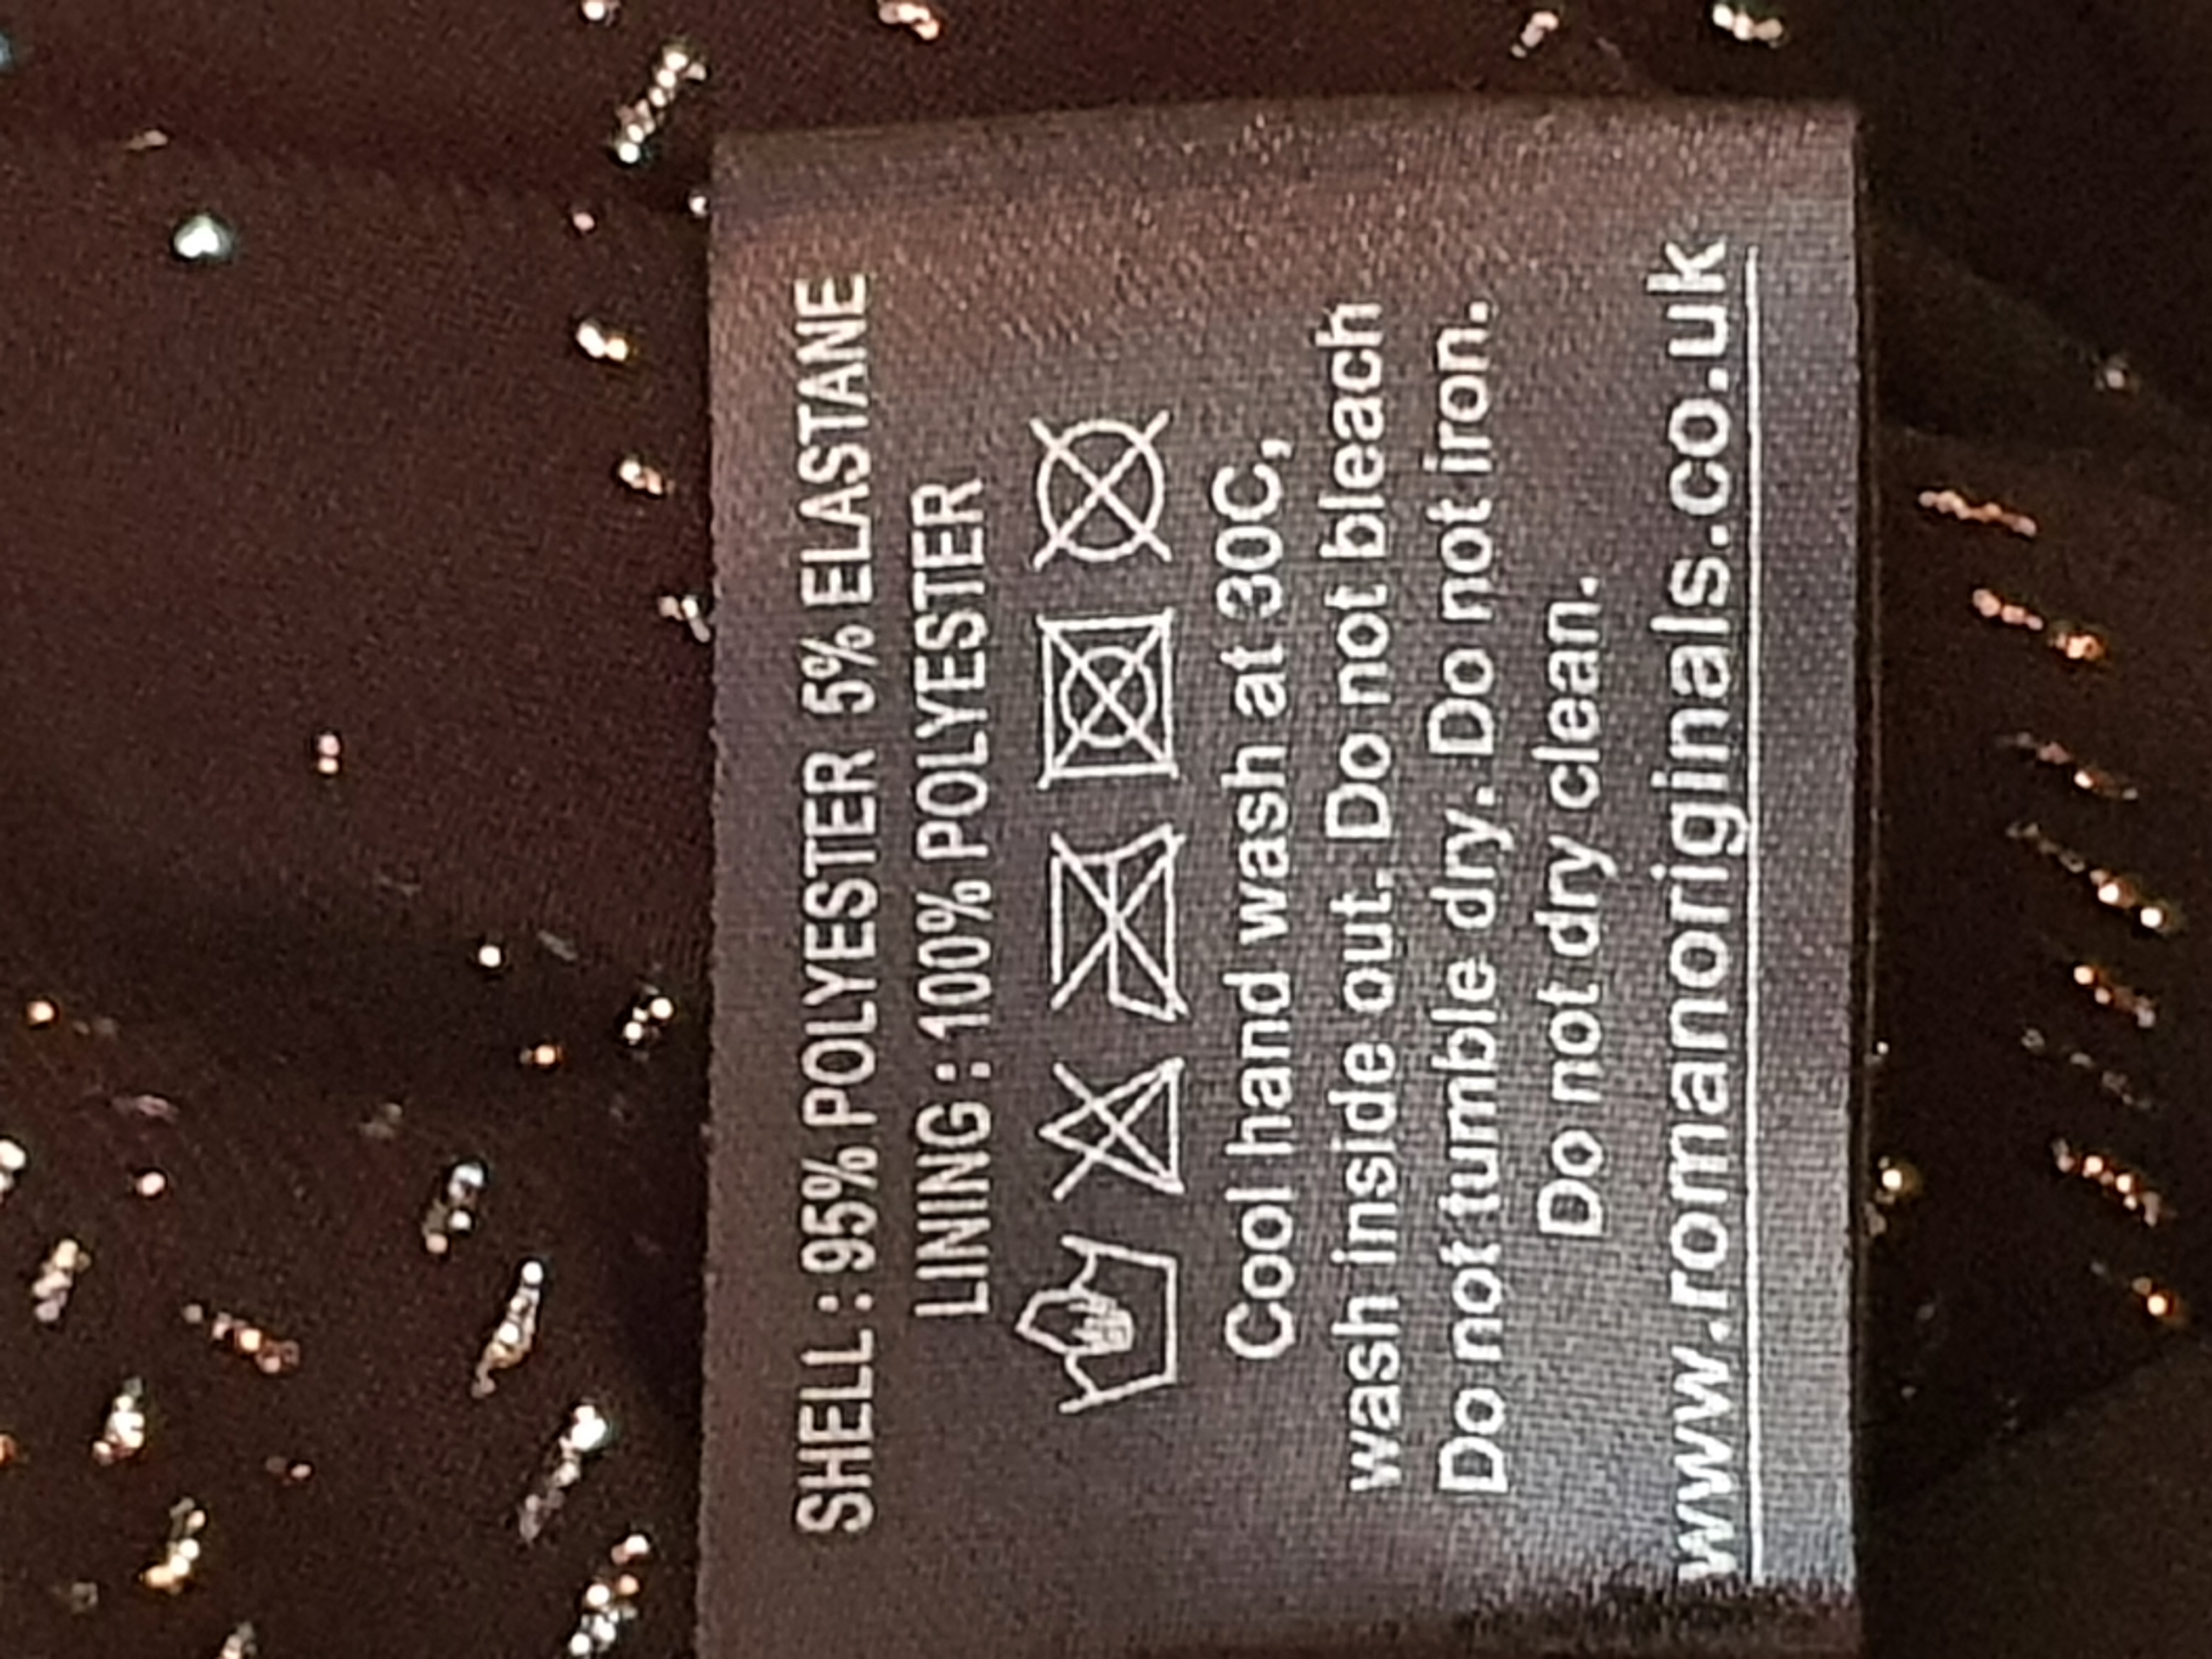 SHELL : 95% POLYESTER 5% ELASTANE
LINING : 100% POLYESTER
Cool hand wash at 30C,
wash inside out. Do not bleach
Do not tumble dry. Do not iron.
Do not dry clean.
www.romanoriginals.co.uk